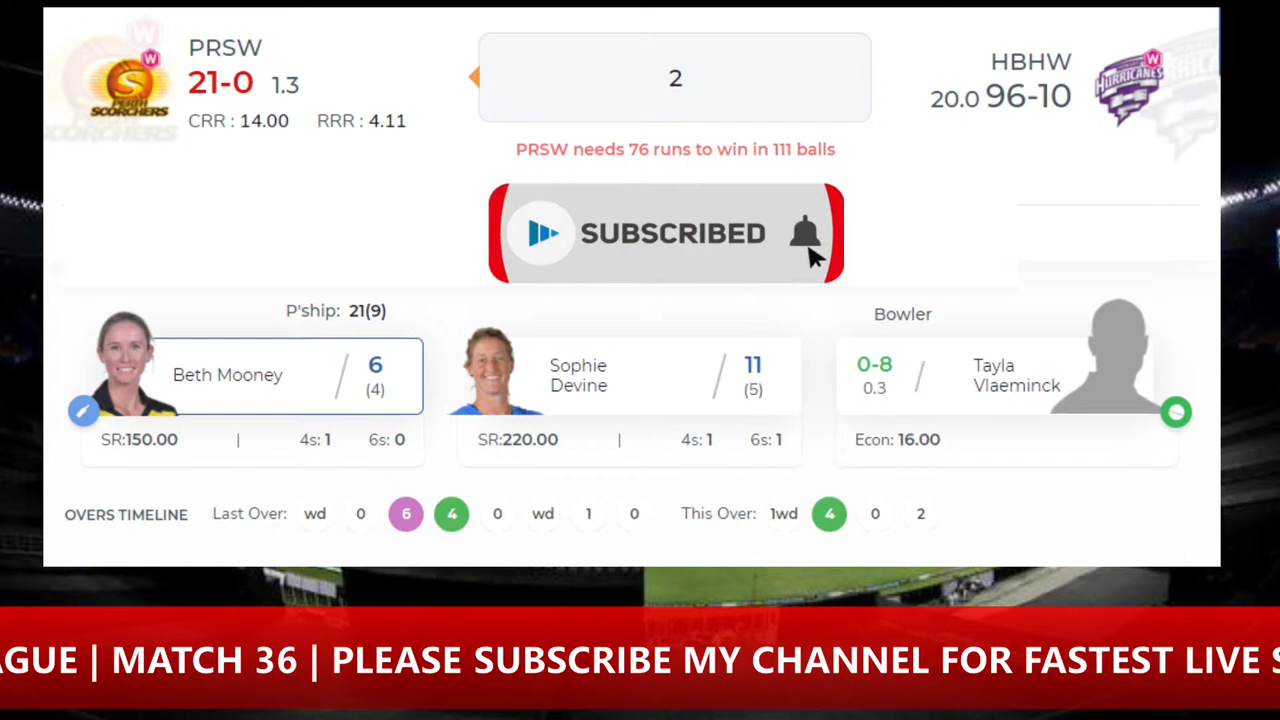 PRSW
21-0 1.3
CRR : 14.00 RRR : 4.11
W
PERTH
SCORCHERS
2
PRSW needs 76 runs to win in 111 balls
HBHW
20.0 96-10
W
HURRICANES
SUBSCRIBED
P'ship: 21(9)
Bowler
Beth Mooney / 6
(4)
SR:150.00 | 4s: 1 6s: 0
Sophie
Devine / 11
(5)
SR:220.00 | 4s: 1 6s: 1
0-8
0.3 / Tayla
Vlaeminck
Econ: 16.00
OVERS TIMELINE Last Over: wd 0 6 4 0 wd 1 0 This Over: 1wd 4 0 2
AGUE | MATCH 36 | PLEASE SUBSCRIBE MY CHANNEL FOR FASTEST LIVE S